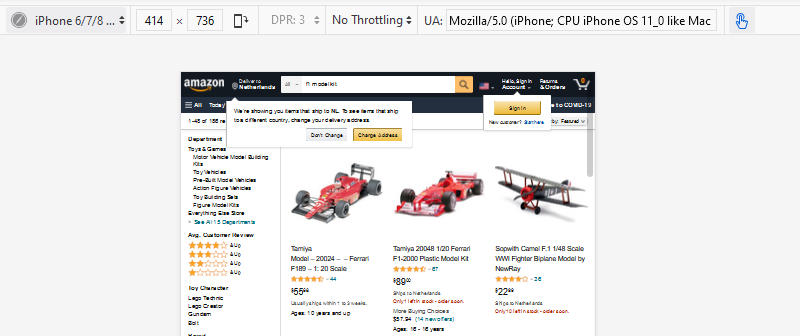 iPhone 6/7/8 ...
414 × 736
DPR: 3
No Throttling
UA: Mozilla/5.0 (iPhone; CPU iPhone OS 11_0 like Mac
amazon
Deliver to
Netherlands
All
f1 model kit
Hello, Sign in
Account
Returns
& Orders
0
All
Today
to COVID-19
We're showing you items that ship to NL. To see items that
ship to a different country, change your delivery address.
Don't Change
Change Address
Sign in
New customer? Start here
1-48 of 186 re
by: Featured
Department
Toys & Games
Motor Vehicle Model Building
Kits
Toy Vehicles
Pre-Built Model Vehicles
Action Figure Vehicles
Toy Building Sets
Figure Model Kits
Everything Else Store
See All 15 Departments
Avg. Customer Review
& Up
& Up
& Up
& Up
Toy Character
Lego Technic
Lego Creator
Gundam
Bolt
Tamiya
Model – 20024 – – Ferrari
F189 – 1: 20 Scale
44
Usually ships within 1 to 3 weeks.
Ages: 10 years and up
Tamiya 20048 1/20 Ferrari
F1-2000 Plastic Model Kit
67
$89
Ships to Netherlands
Only 1 left in stock - order soon.
More Buying Choices
$57.94 (14 new offers)
Ages: 16 - 16 years
Sopwith Camel F.1 1/48 Scale
WWI Fighter Biplane Model by
NewRay
26
$22
Ships to Netherlands
Only 10 left in stock - order soon.